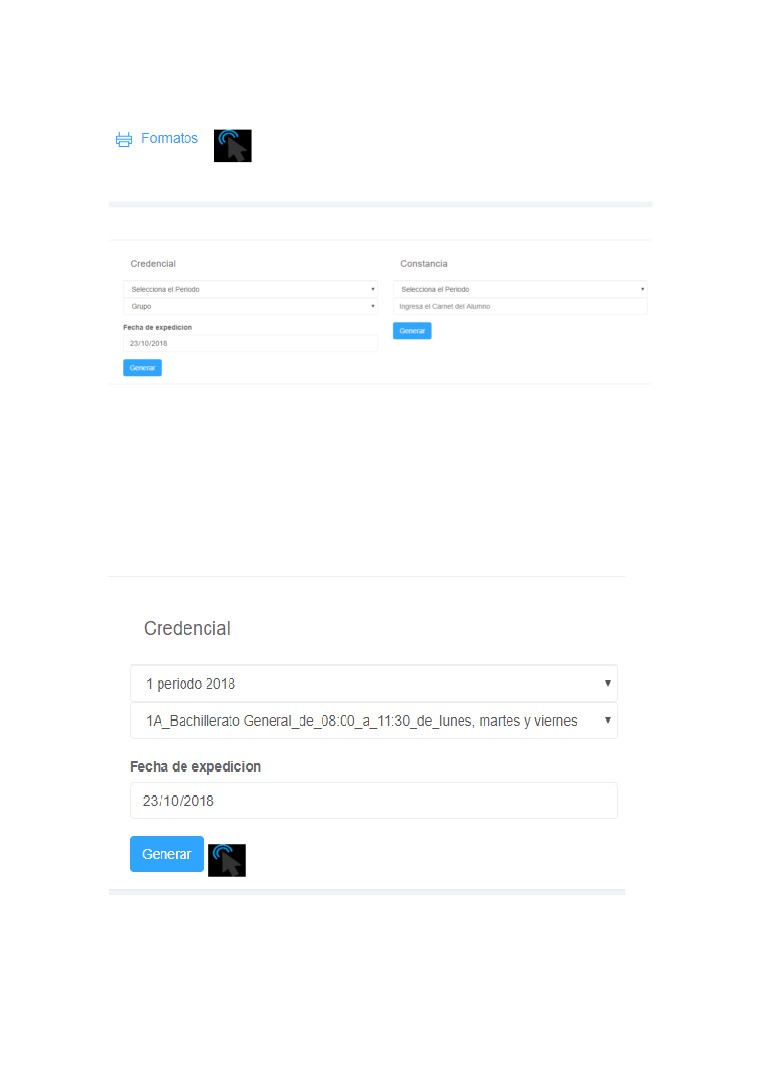 Formatos
Credencial
Selecciona el Periodo
Grupo
Fecha de expedicion
23/10/2018
Generar
Constancia
Selecciona el Periodo
Ingresa el Carnet del Alumno
Generar
Credencial
1 periodo 2018
1A_Bachillerato General_de_08:00_a_11:30_de_lunes, martes y viernes
Fecha de expedicion
23/10/2018
Generar